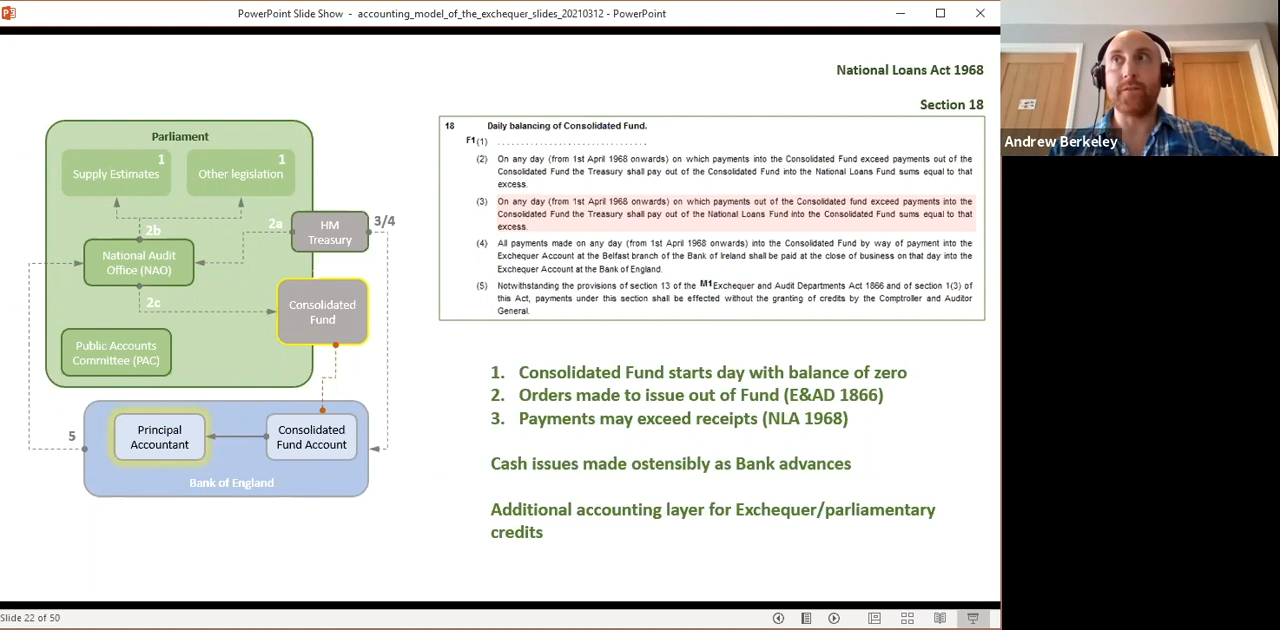 PowerPoint Slide Show - accounting_model_of_the_exchequer_slides_20210312 - PowerPoint
National Loans Act 1968
Section 18
18 Daily balancing of Consolidated Fund.
F1(1) . . . . . . . . . . . . . . . . . . . . . . . . . . . . . . .
(2) On any day (from 1st April 1968 onwards) on which payments into the Consolidated Fund exceed payments out of the
Consolidated Fund the Treasury shall pay out of the Consolidated Fund into the National Loans Fund sums equal to that
excess.
(3) On any day (from 1st April 1968 onwards) on which payments out of the Consolidated fund exceed payments into the
Consolidated Fund the Treasury shall pay out of the National Loans Fund into the Consolidated Fund sums equal to that
excess.
(4) All payments made on any day (from 1st April 1968 onwards) into the Consolidated Fund by way of payment into the
Exchequer Account at the Belfast branch of the Bank of Ireland shall be paid at the close of business on that day into the
Exchequer Account at the Bank of England.
(5) Notwithstanding the provisions of section 13 of the M1Exchequer and Audit Departments Act 1866 and of section 1(3) of
this Act, payments under this section shall be effected without the granting of credits by the Comptroller and Auditor
General.
Parliament
1
Supply Estimates
1
Other legislation
2b
2a
HM
Treasury
3/4
National Audit
Office (NAO)
2c
Consolidated
Fund
Public Accounts
Committee (PAC)
5
Principal
Accountant
Consolidated
Fund Account
Bank of England
1. Consolidated Fund starts day with balance of zero
2. Orders made to issue out of Fund (E&AD 1866)
3. Payments may exceed receipts (NLA 1968)
Cash issues made ostensibly as Bank advances
Additional accounting layer for Exchequer/parliamentary
credits
Slide 22 of 50
Andrew Berkeley